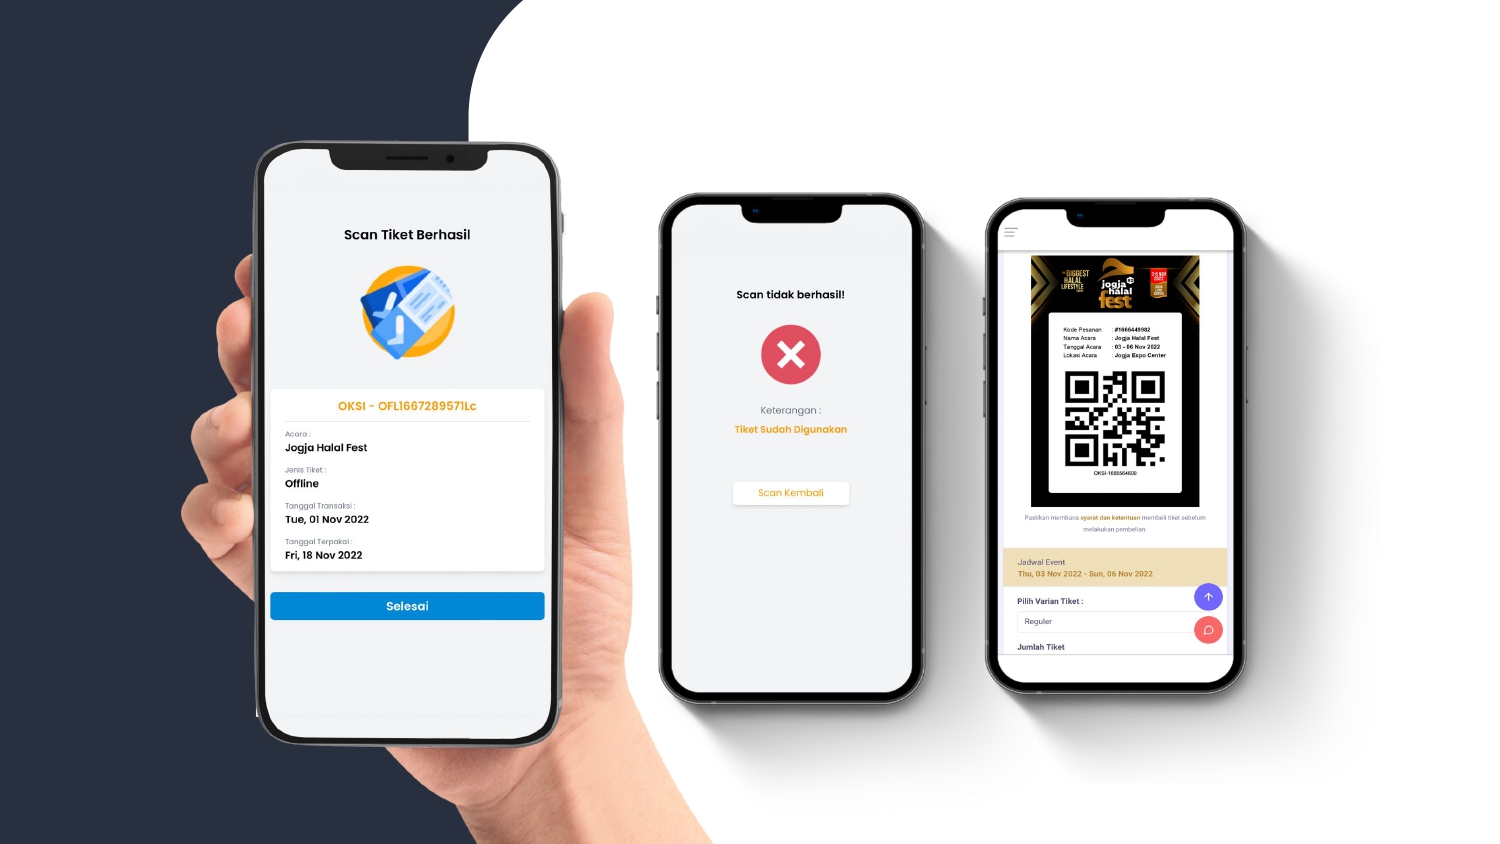 Scan Tiket Berhasil
OKSI - OFL1667289571Lc
Acara :
Jogja Halal Fest
Jenis Tiket :
Offline
Tanggal Transaksi :
Tue, 01 Nov 2022
Tanggal Terpakai :
Fri, 18 Nov 2022
Selesai
Scan tidak berhasil!
Keterangan :
Tiket Sudah Digunakan
Scan Kembali
BIGGEST
HALAL
LIFESTYLE
jogja
halal
fest
Kode Pesanan : #1666449982
Nama Acara : Jogja Halal Fest
Tanggal Acara : 03 - 06 Nov 2022
Lokasi Acara : Jogja Expo Center
OKSI-1665564600
Pastikan membaca syarat dan ketentuan membeli tiket sebelum
melakukan pembelian.
Jadwal Event
Thu, 03 Nov 2022 - Sun, 06 Nov 2022
Pilih Varian Tiket :
Reguler
Jumlah Tiket